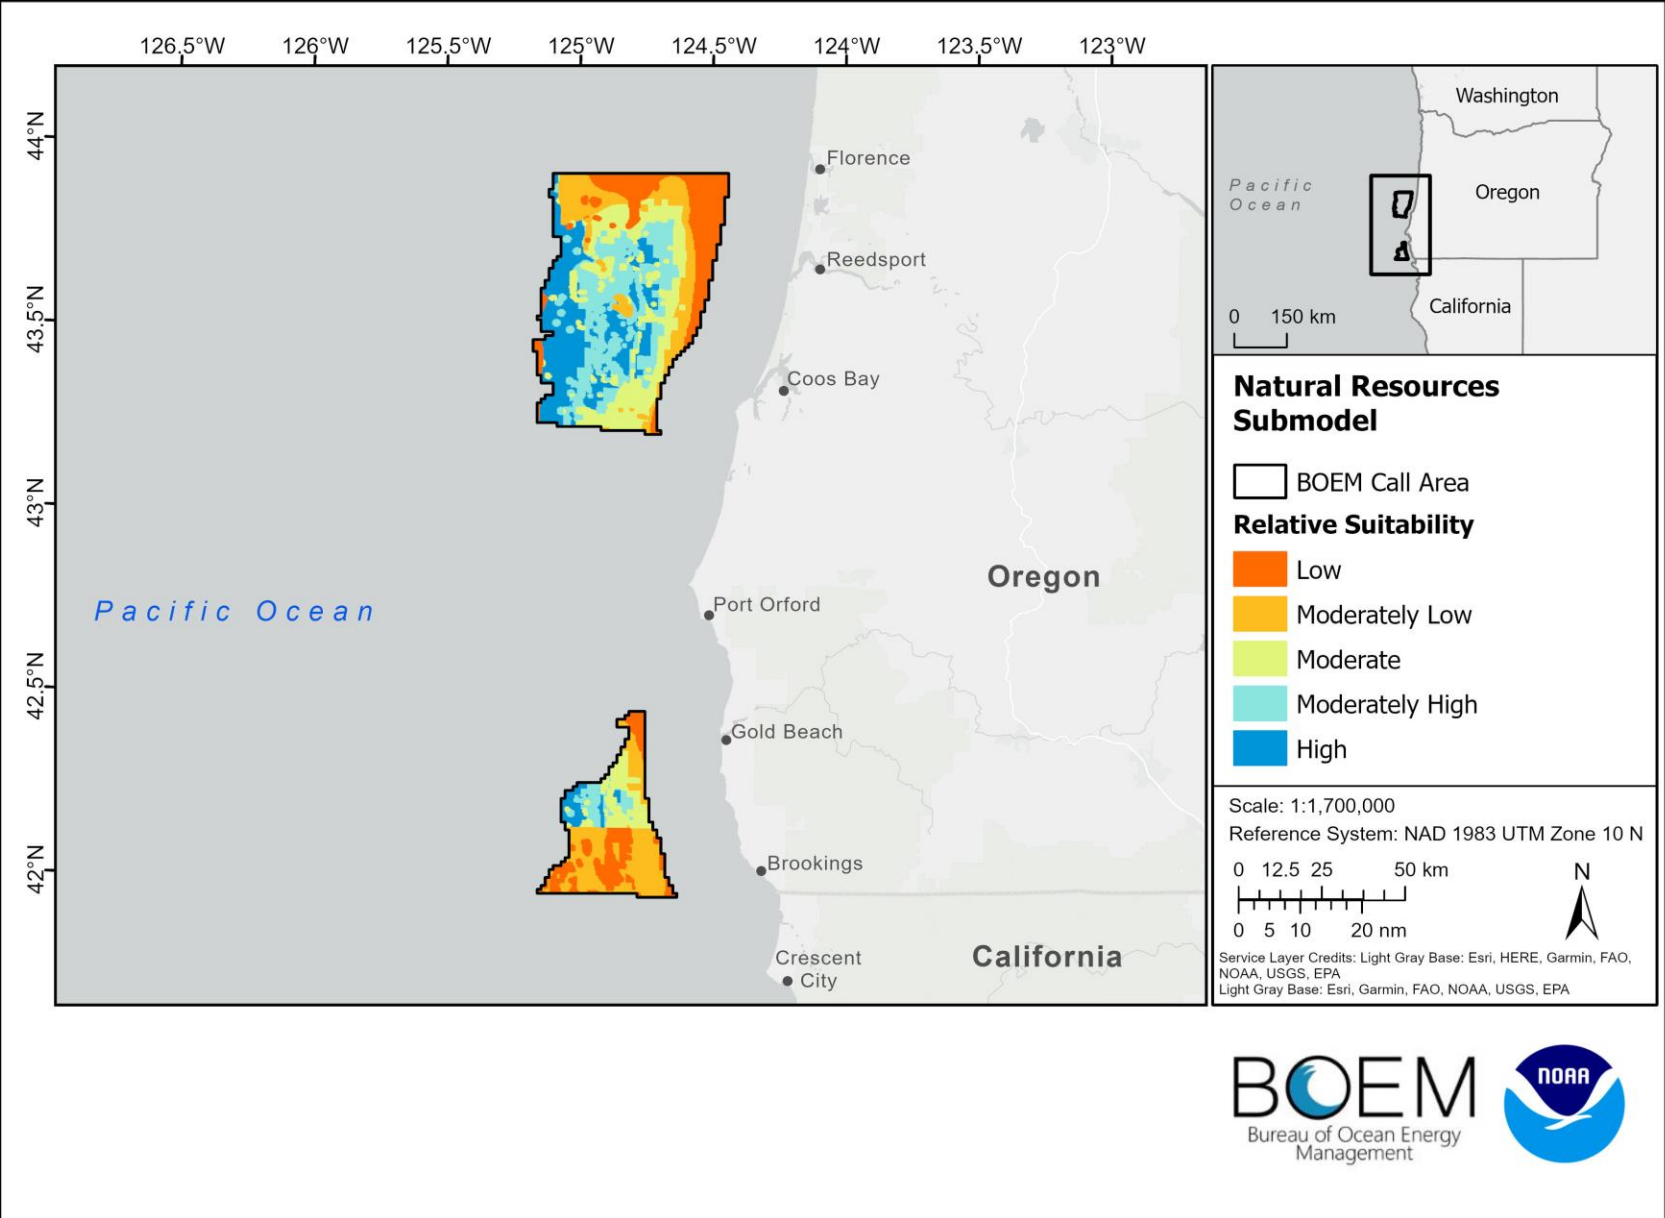 126.5°W 126°W 125.5°W 125°W 124.5°W 124°W 123.5°W 123°W
44°N
43.5°N
43°N
42.5°N
42°N
Florence
Reedsport
Coos Bay
Oregon
Pacific Ocean
Port Orford
Gold Beach
Brookings
California
Crescent
City
Washington
Pacific
Ocean
Oregon
California
0 150 km
Natural Resources
Submodel
BOEM Call Area
Relative Suitability
Low
Moderately Low
Moderate
Moderately High
High
Scale: 1:1,700,000
Reference System: NAD 1983 UTM Zone 10 N
0 12.5 25 50 km
N
0 5 10 20 nm
Service Layer Credits: Light Gray Base: Esri, HERE, Garmin, FAO,
NOAA, USGS, EPA
Light Gray Base: Esri, Garmin, FAO, NOAA, USGS, EPA
BOEM
Bureau of Ocean Energy
Management
NOAA